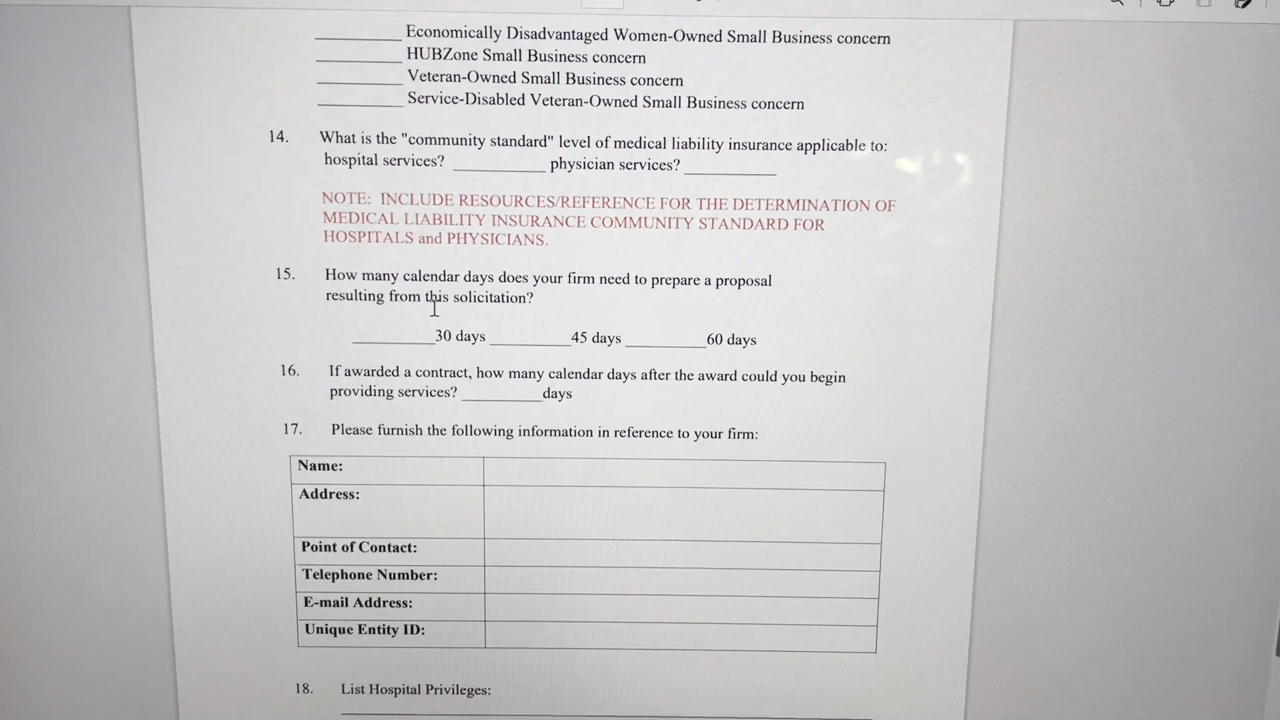 __________ Economically Disadvantaged Women-Owned Small Business concern
__________ HUBZone Small Business concern
__________ Veteran-Owned Small Business concern
__________ Service-Disabled Veteran-Owned Small Business concern
14. What is the "community standard" level of medical liability insurance applicable to:
hospital services? __________ physician services? __________
NOTE: INCLUDE RESOURCES/REFERENCE FOR THE DETERMINATION OF
MEDICAL LIABILITY INSURANCE COMMUNITY STANDARD FOR
HOSPITALS and PHYSICIANS.
15. How many calendar days does your firm need to prepare a proposal
resulting from this solicitation?
_________30 days _________45 days _________60 days
16. If awarded a contract, how many calendar days after the award could you begin
providing services? _________days
17. Please furnish the following information in reference to your firm:
Name:
Address:
Point of Contact:
Telephone Number:
E-mail Address:
Unique Entity ID:
18. List Hospital Privileges: